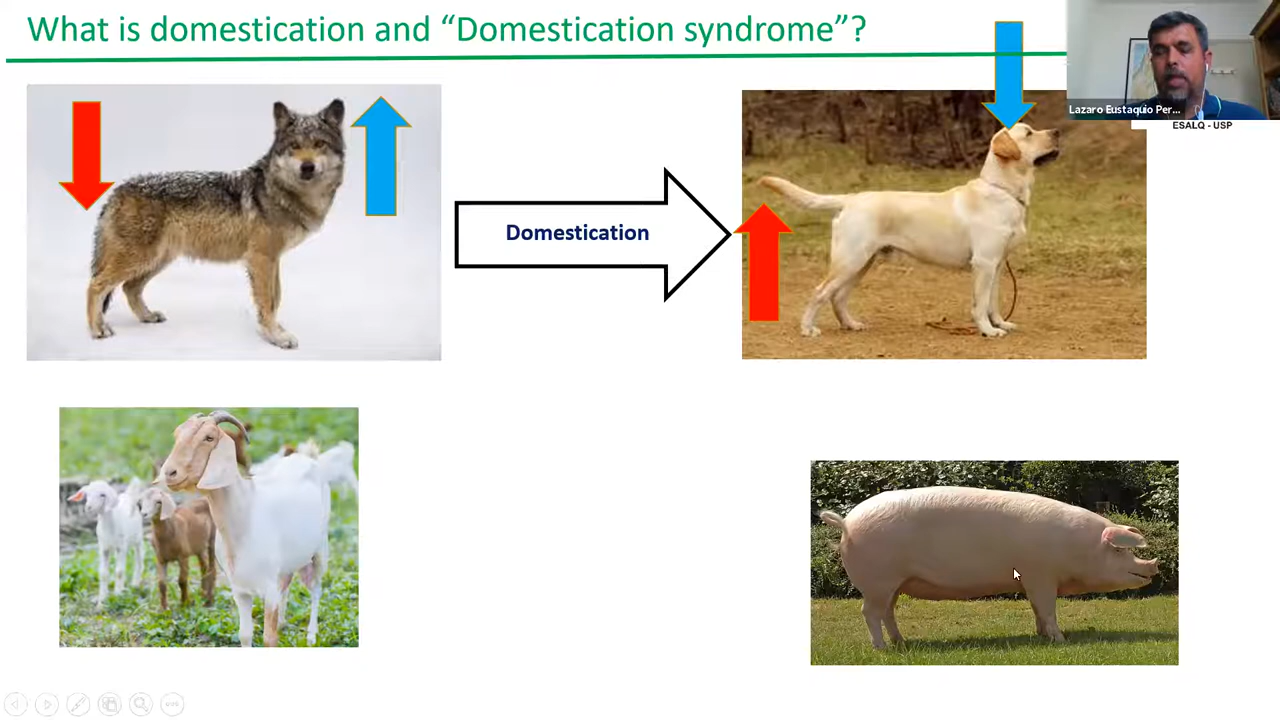 What is domestication and “Domestication syndrome”?
Lazaro Eustaquio Per...
ESALQ - USP
Domestication